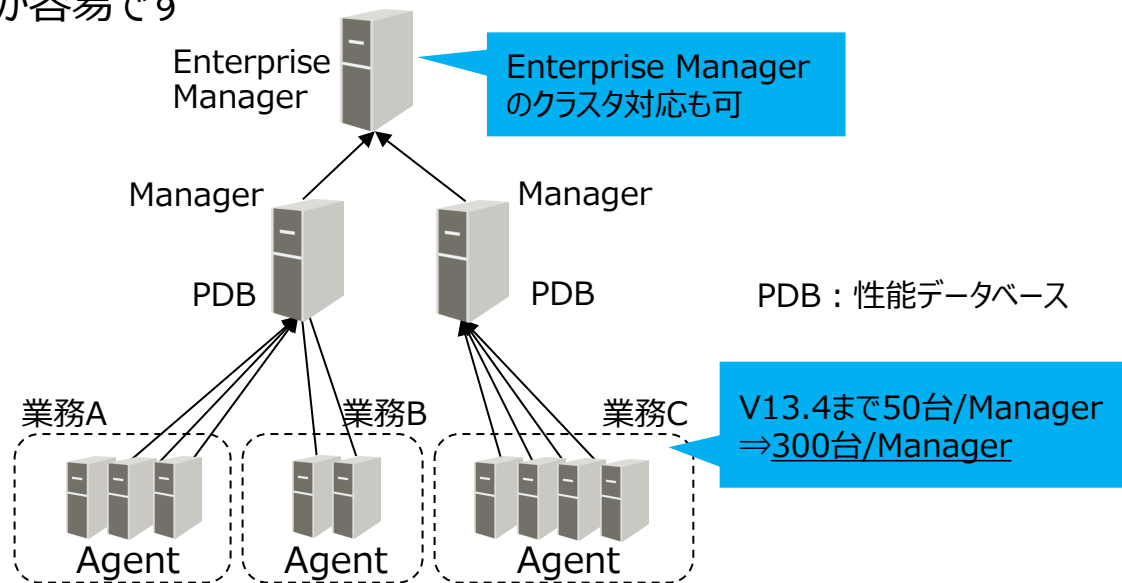 が容易です
Enterprise
Manager
Enterprise Manager
のクラスタ対応も可
Manager
Manager
PDB
PDB
PDB：性能データベース
業務A
業務B
業務C
V13.4まで50台/Manager
⇒300台/Manager
Agent
Agent
Agent